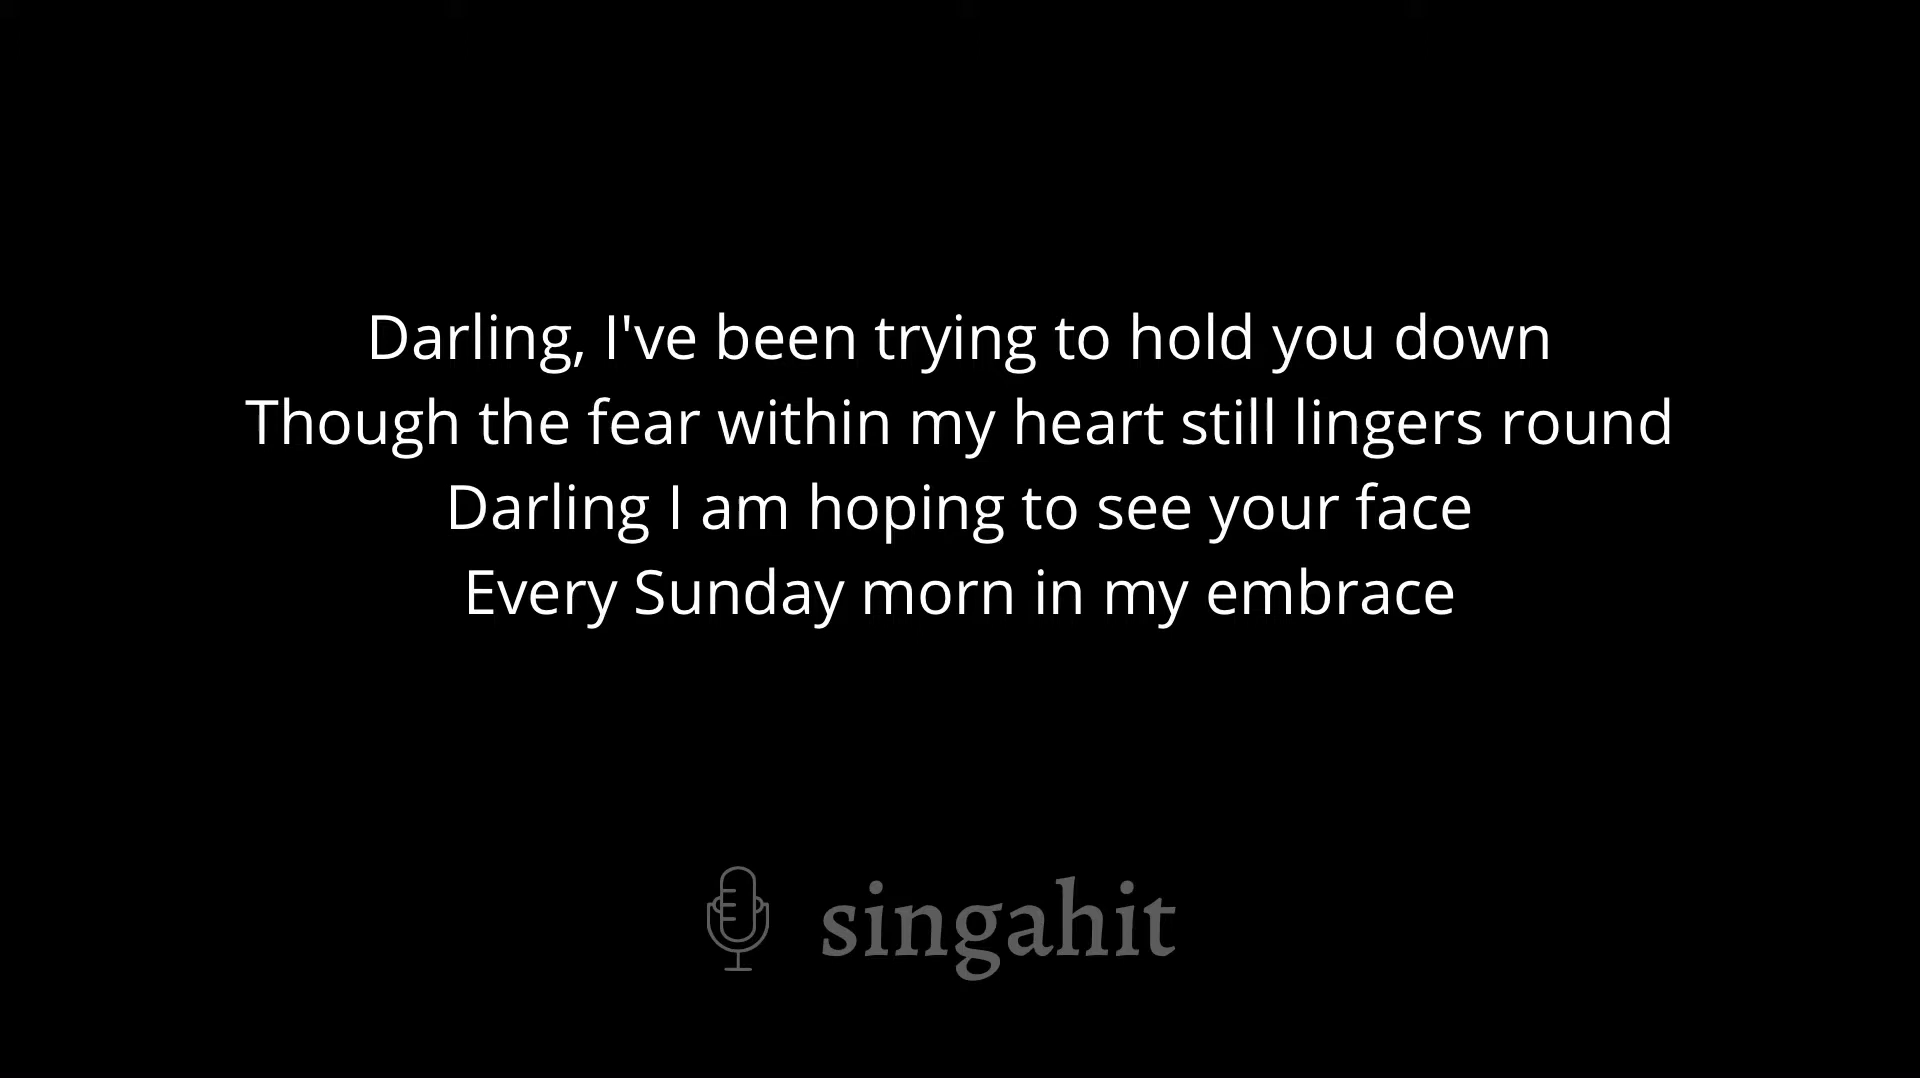 Darling, I've been trying to hold you down
Though the fear within my heart still lingers round
Darling I am hoping to see your face
Every Sunday morn in my embrace
singahit